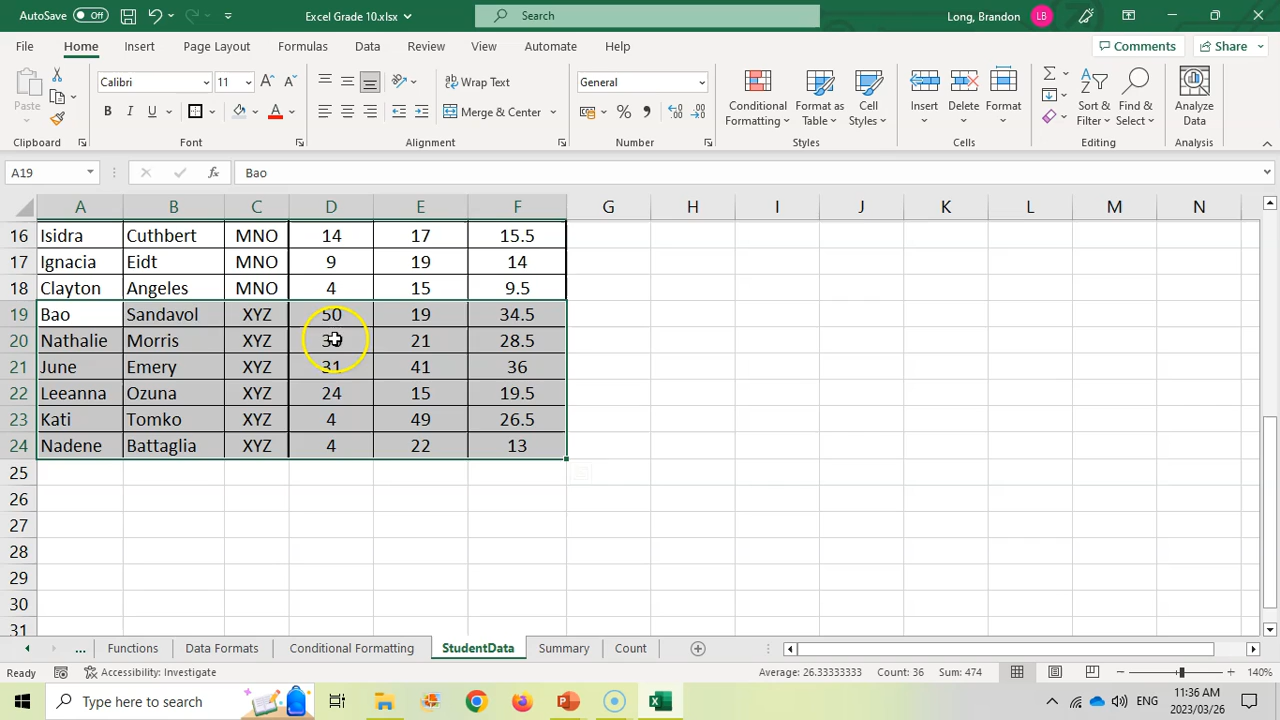 AutoSave Off Excel Grade 10.xlsx Search Long, Brandon LB
File Home Insert Page Layout Formulas Data Review View Automate Help Comments Share
Paste Calibri 11 Wrap Text General Conditional Formatting Format as Table Cell Styles Insert Delete Format Sort & Filter Find & Select Analyze Data
B I U A Merge & Center % ,
Clipboard Font Alignment Number Styles Cells Editing Analysis
A19 fx Bao
A B C D E F G H I J K L M N
16 Isidra Cuthbert MNO 14 17 15.5
17 Ignacia Eidt MNO 9 19 14
18 Clayton Angeles MNO 4 15 9.5
19 Bao Sandavol XYZ 50 19 34.5
20 Nathalie Morris XYZ 21 28.5
21 June Emery XYZ 31 41 36
22 Leeanna Ozuna XYZ 24 15 19.5
23 Kati Tomko XYZ 4 49 26.5
24 Nadene Battaglia XYZ 4 22 13
25
26
27
28
29
30
31
... Functions Data Formats Conditional Formatting StudentData Summary Count
Ready Accessibility: Investigate Average: 26.33333333 Count: 36 Sum: 474 140%
Type here to search ENG 11:36 AM
2023/03/26